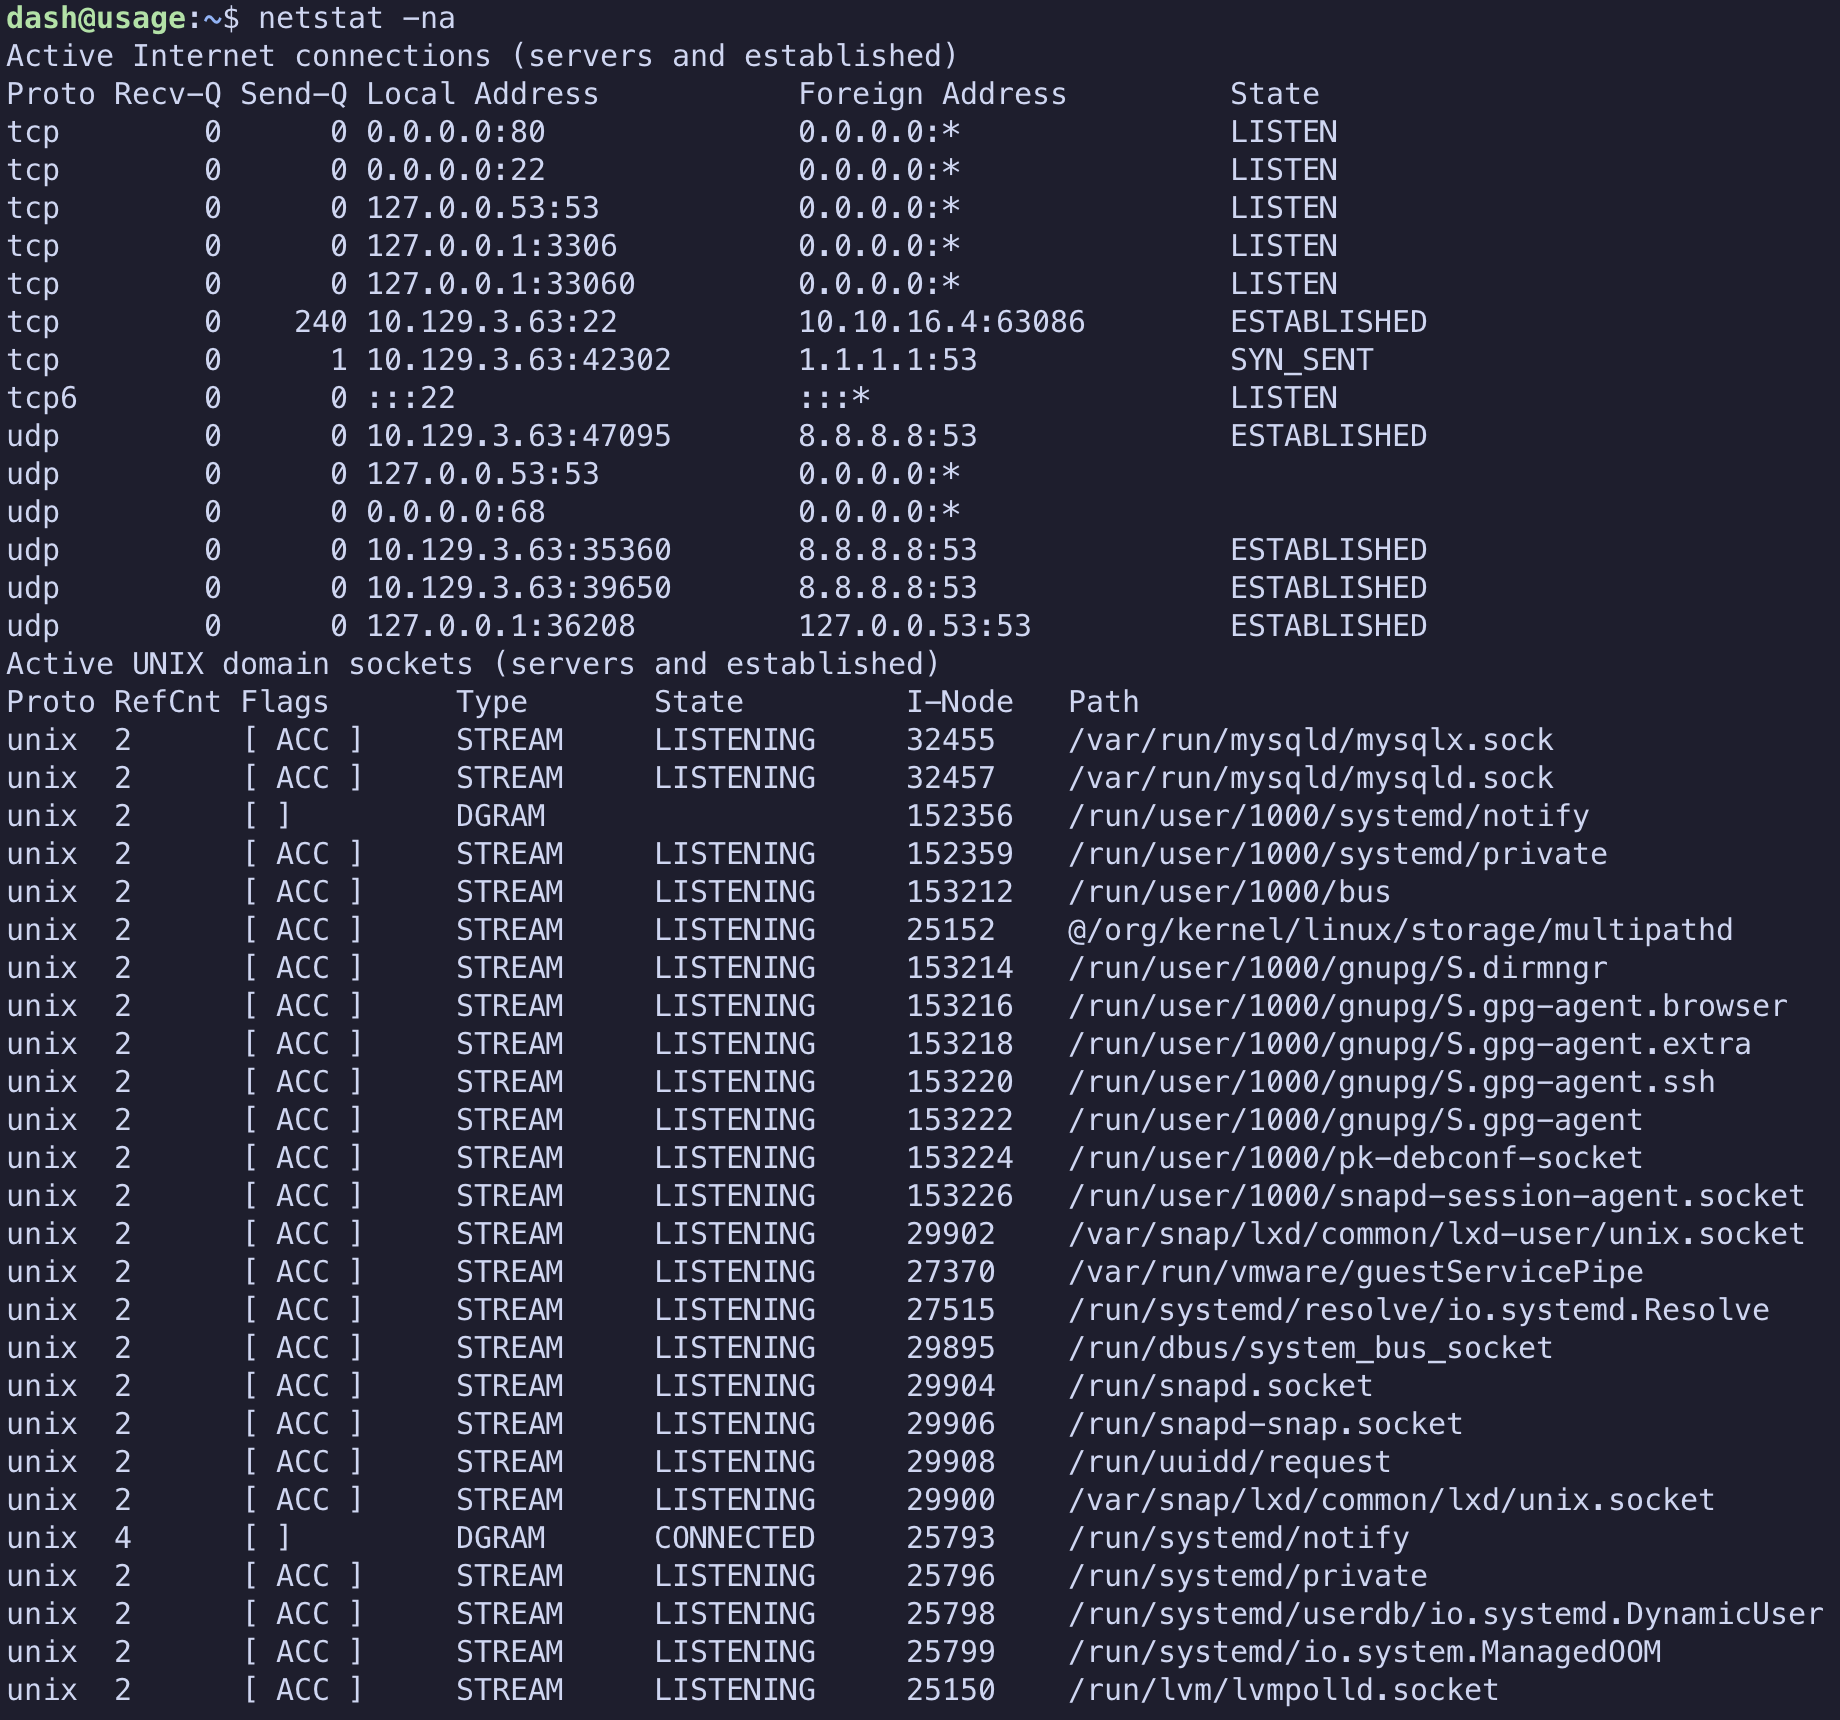 dash@usage:~$ netstat -na
Active Internet connections (servers and established)
Proto Recv-Q Send-Q Local Address           Foreign Address         State
tcp        0      0 0.0.0.0:80              0.0.0.0:*               LISTEN
tcp        0      0 0.0.0.0:22              0.0.0.0:*               LISTEN
tcp        0      0 127.0.0.53:53           0.0.0.0:*               LISTEN
tcp        0      0 127.0.0.1:3306          0.0.0.0:*               LISTEN
tcp        0      0 127.0.0.1:33060         0.0.0.0:*               LISTEN
tcp        0    240 10.129.3.63:22          10.10.16.4:63086        ESTABLISHED
tcp        0      1 10.129.3.63:42302       1.1.1.1:53              SYN_SENT
tcp6       0      0 :::22                   :::*                    LISTEN
udp        0      0 10.129.3.63:47095       8.8.8.8:53              ESTABLISHED
udp        0      0 127.0.0.53:53           0.0.0.0:*
udp        0      0 0.0.0.0:68              0.0.0.0:*
udp        0      0 10.129.3.63:35360       8.8.8.8:53              ESTABLISHED
udp        0      0 10.129.3.63:39650       8.8.8.8:53              ESTABLISHED
udp        0      0 127.0.0.1:36208         127.0.0.53:53           ESTABLISHED
Active UNIX domain sockets (servers and established)
Proto RefCnt Flags       Type       State         I-Node   Path
unix  2      [ ACC ]     STREAM     LISTENING     32455    /var/run/mysqld/mysqlx.sock
unix  2      [ ACC ]     STREAM     LISTENING     32457    /var/run/mysqld/mysqld.sock
unix  2      [ ]         DGRAM                    152356   /run/user/1000/systemd/notify
unix  2      [ ACC ]     STREAM     LISTENING     152359   /run/user/1000/systemd/private
unix  2      [ ACC ]     STREAM     LISTENING     153212   /run/user/1000/bus
unix  2      [ ACC ]     STREAM     LISTENING     25152    @/org/kernel/linux/storage/multipathd
unix  2      [ ACC ]     STREAM     LISTENING     153214   /run/user/1000/gnupg/S.dirmngr
unix  2      [ ACC ]     STREAM     LISTENING     153216   /run/user/1000/gnupg/S.gpg-agent.browser
unix  2      [ ACC ]     STREAM     LISTENING     153218   /run/user/1000/gnupg/S.gpg-agent.extra
unix  2      [ ACC ]     STREAM     LISTENING     153220   /run/user/1000/gnupg/S.gpg-agent.ssh
unix  2      [ ACC ]     STREAM     LISTENING     153222   /run/user/1000/gnupg/S.gpg-agent
unix  2      [ ACC ]     STREAM     LISTENING     153224   /run/user/1000/pk-debconf-socket
unix  2      [ ACC ]     STREAM     LISTENING     153226   /run/user/1000/snapd-session-agent.socket
unix  2      [ ACC ]     STREAM     LISTENING     29902    /var/snap/lxd/common/lxd-user/unix.socket
unix  2      [ ACC ]     STREAM     LISTENING     27370    /var/run/vmware/guestServicePipe
unix  2      [ ACC ]     STREAM     LISTENING     27515    /run/systemd/resolve/io.systemd.Resolve
unix  2      [ ACC ]     STREAM     LISTENING     29895    /run/dbus/system_bus_socket
unix  2      [ ACC ]     STREAM     LISTENING     29904    /run/snapd.socket
unix  2      [ ACC ]     STREAM     LISTENING     29906    /run/snapd-snap.socket
unix  2      [ ACC ]     STREAM     LISTENING     29908    /run/uuidd/request
unix  2      [ ACC ]     STREAM     LISTENING     29900    /var/snap/lxd/common/lxd/unix.socket
unix  4      [ ]         DGRAM      CONNECTED     25793    /run/systemd/notify
unix  2      [ ACC ]     STREAM     LISTENING     25796    /run/systemd/private
unix  2      [ ACC ]     STREAM     LISTENING     25798    /run/systemd/userdb/io.systemd.DynamicUser
unix  2      [ ACC ]     STREAM     LISTENING     25799    /run/systemd/io.system.ManagedOOM
unix  2      [ ACC ]     STREAM     LISTENING     25150    /run/lvm/lvmpolld.socket